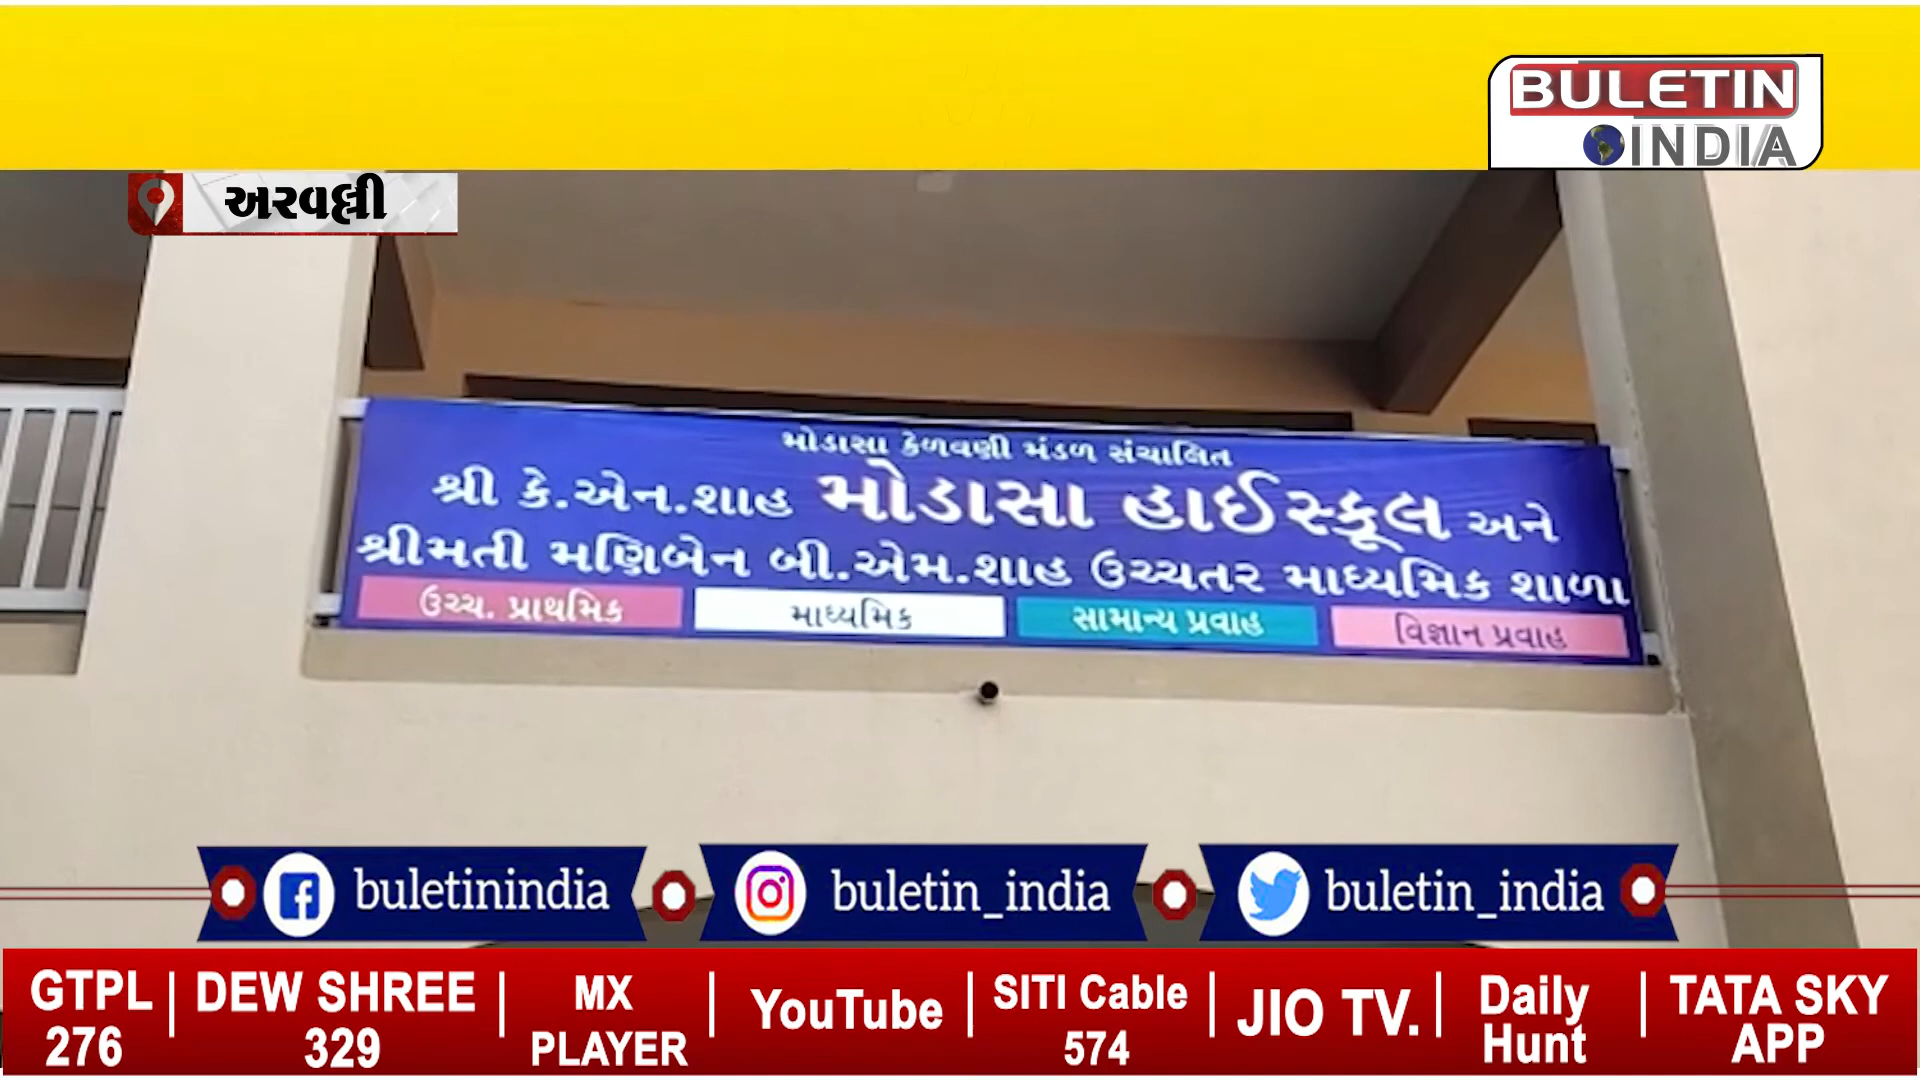 BULETIN
INDIA
અરવલ્લી
મોડાસા કેળવણી મંડળ સંચાલિત
શ્રી કે.એન.શાહ મોડાસા હાઈસ્કૂલ અને
શ્રીમતી મણિબેન બી.એમ.શાહ ઉચ્ચતર માધ્યમિક શાળા
ઉચ્ચ. પ્રાથમિક માધ્યમિક સામાન્ય પ્રવાહ વિજ્ઞાન પ્રવાહ
buletinindia buletin_india buletin_india
GTPL
276
DEW SHREE
329
MX
PLAYER
YouTube
SITI Cable
574
JIO TV.
Daily
Hunt
TATA SKY
APP